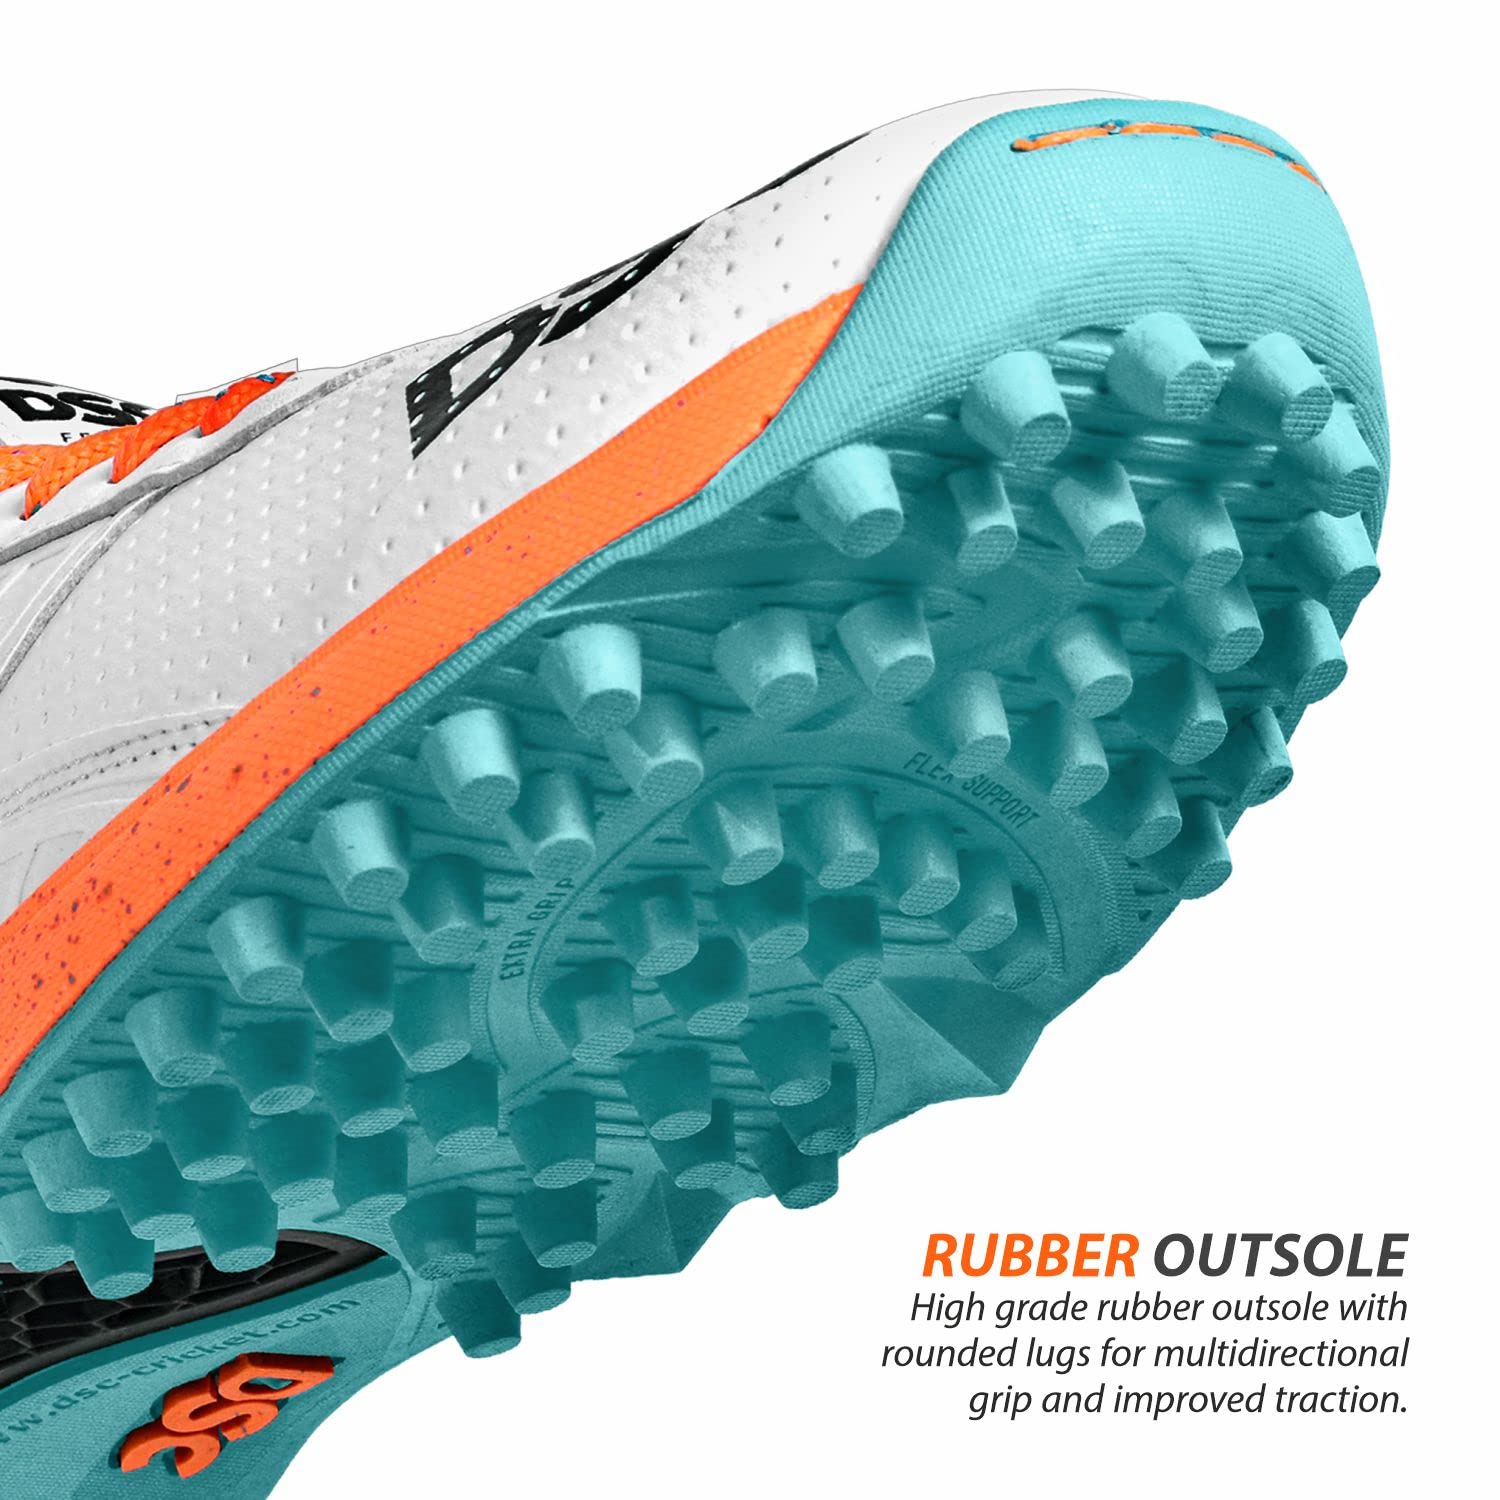 DSC
FLEX SUPPORT
EXTRA GRIP
www.dsc-cricket.com
DSC
RUBBER OUTSOLE
High grade rubber outsole with
rounded lugs for multidirectional
grip and improved traction.